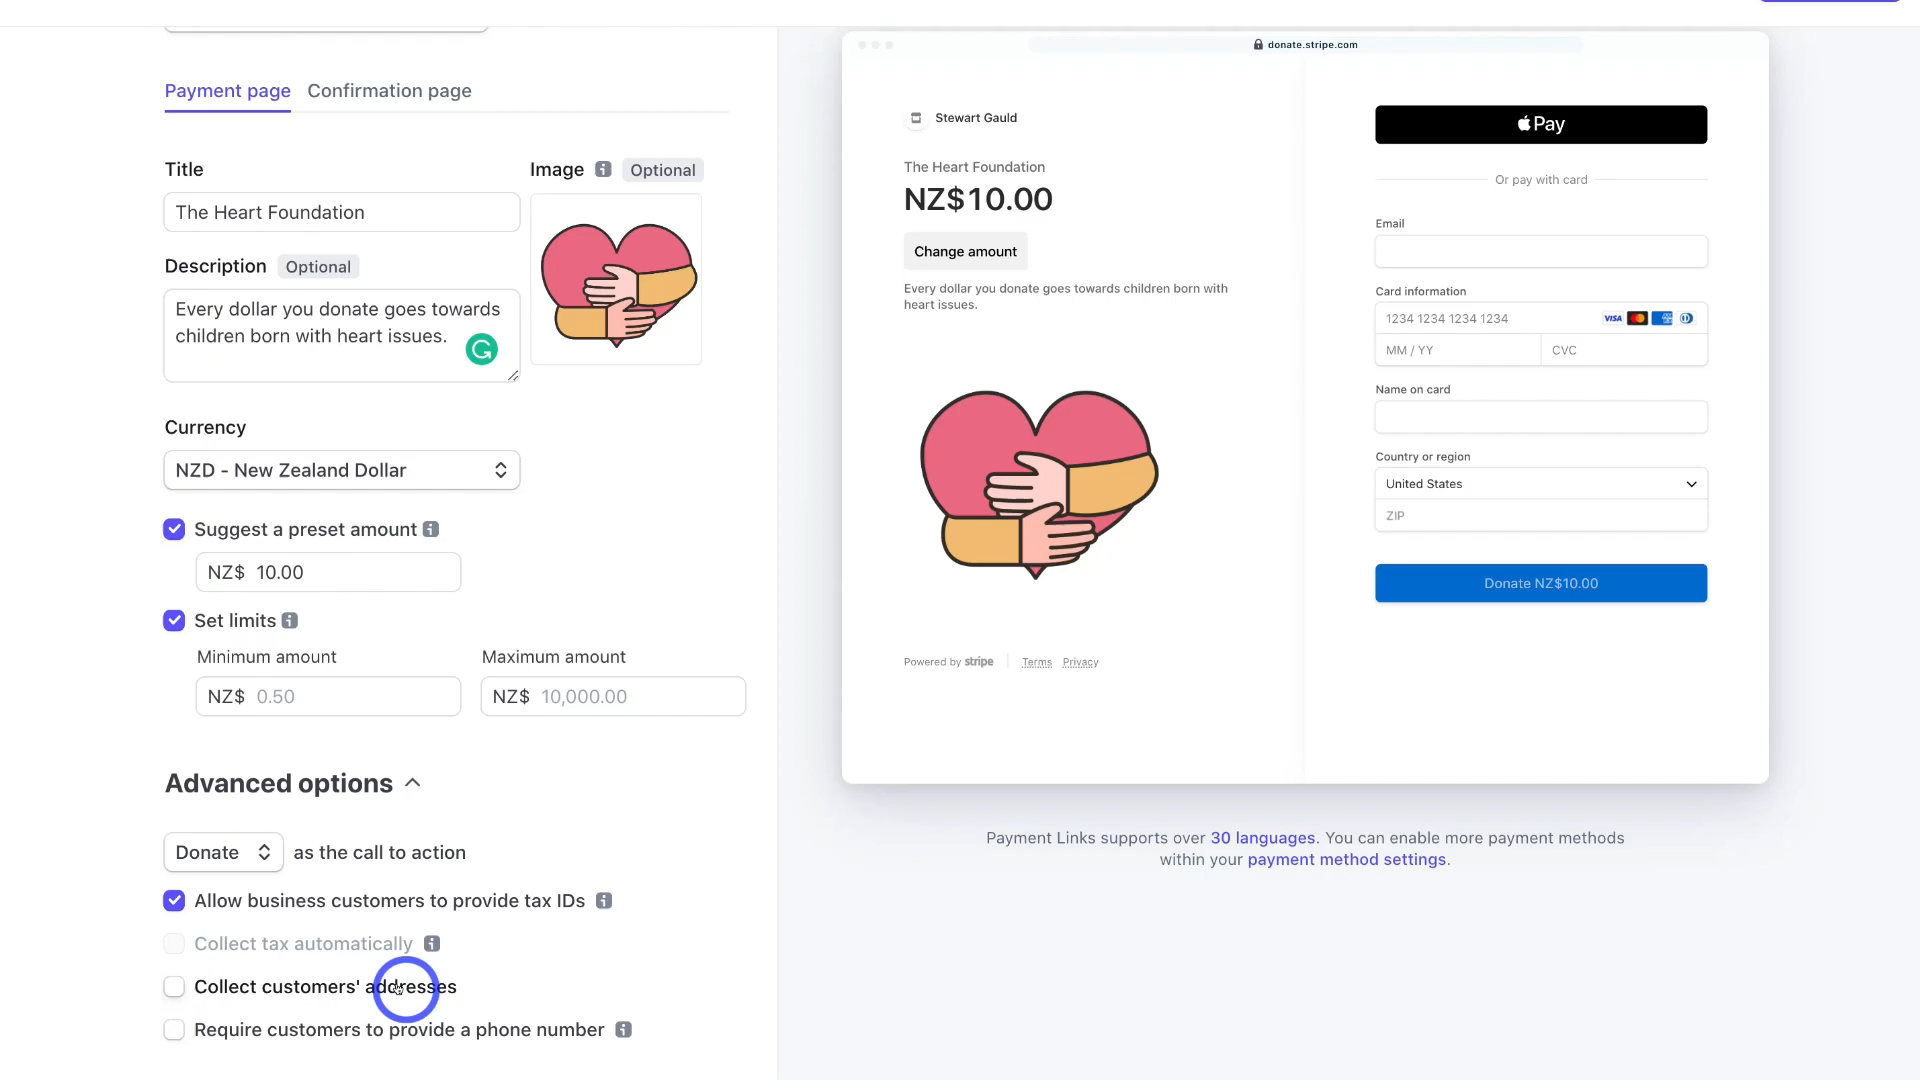 Payment page Confirmation page
Title
The Heart Foundation
Image Optional
Description Optional
Every dollar you donate goes towards
children born with heart issues.
Currency
NZD - New Zealand Dollar
Suggest a preset amount
NZ$ 10.00
Set limits
Minimum amount Maximum amount
NZ$ 0.50 NZ$ 10,000.00
Advanced options
Donate as the call to action
Allow business customers to provide tax IDs
Collect tax automatically
Collect customers' addresses
Require customers to provide a phone number
donate.stripe.com
Stewart Gauld
The Heart Foundation
NZ$10.00
Change amount
Every dollar you donate goes towards children born with
heart issues.
Powered by stripe Terms Privacy
Pay
Or pay with card
Email
Card information
1234 1234 1234 1234 VISA
MM / YY CVC
Name on card
Country or region
United States
ZIP
Donate NZ$10.00
Payment Links supports over 30 languages. You can enable more payment methods
within your payment method settings.